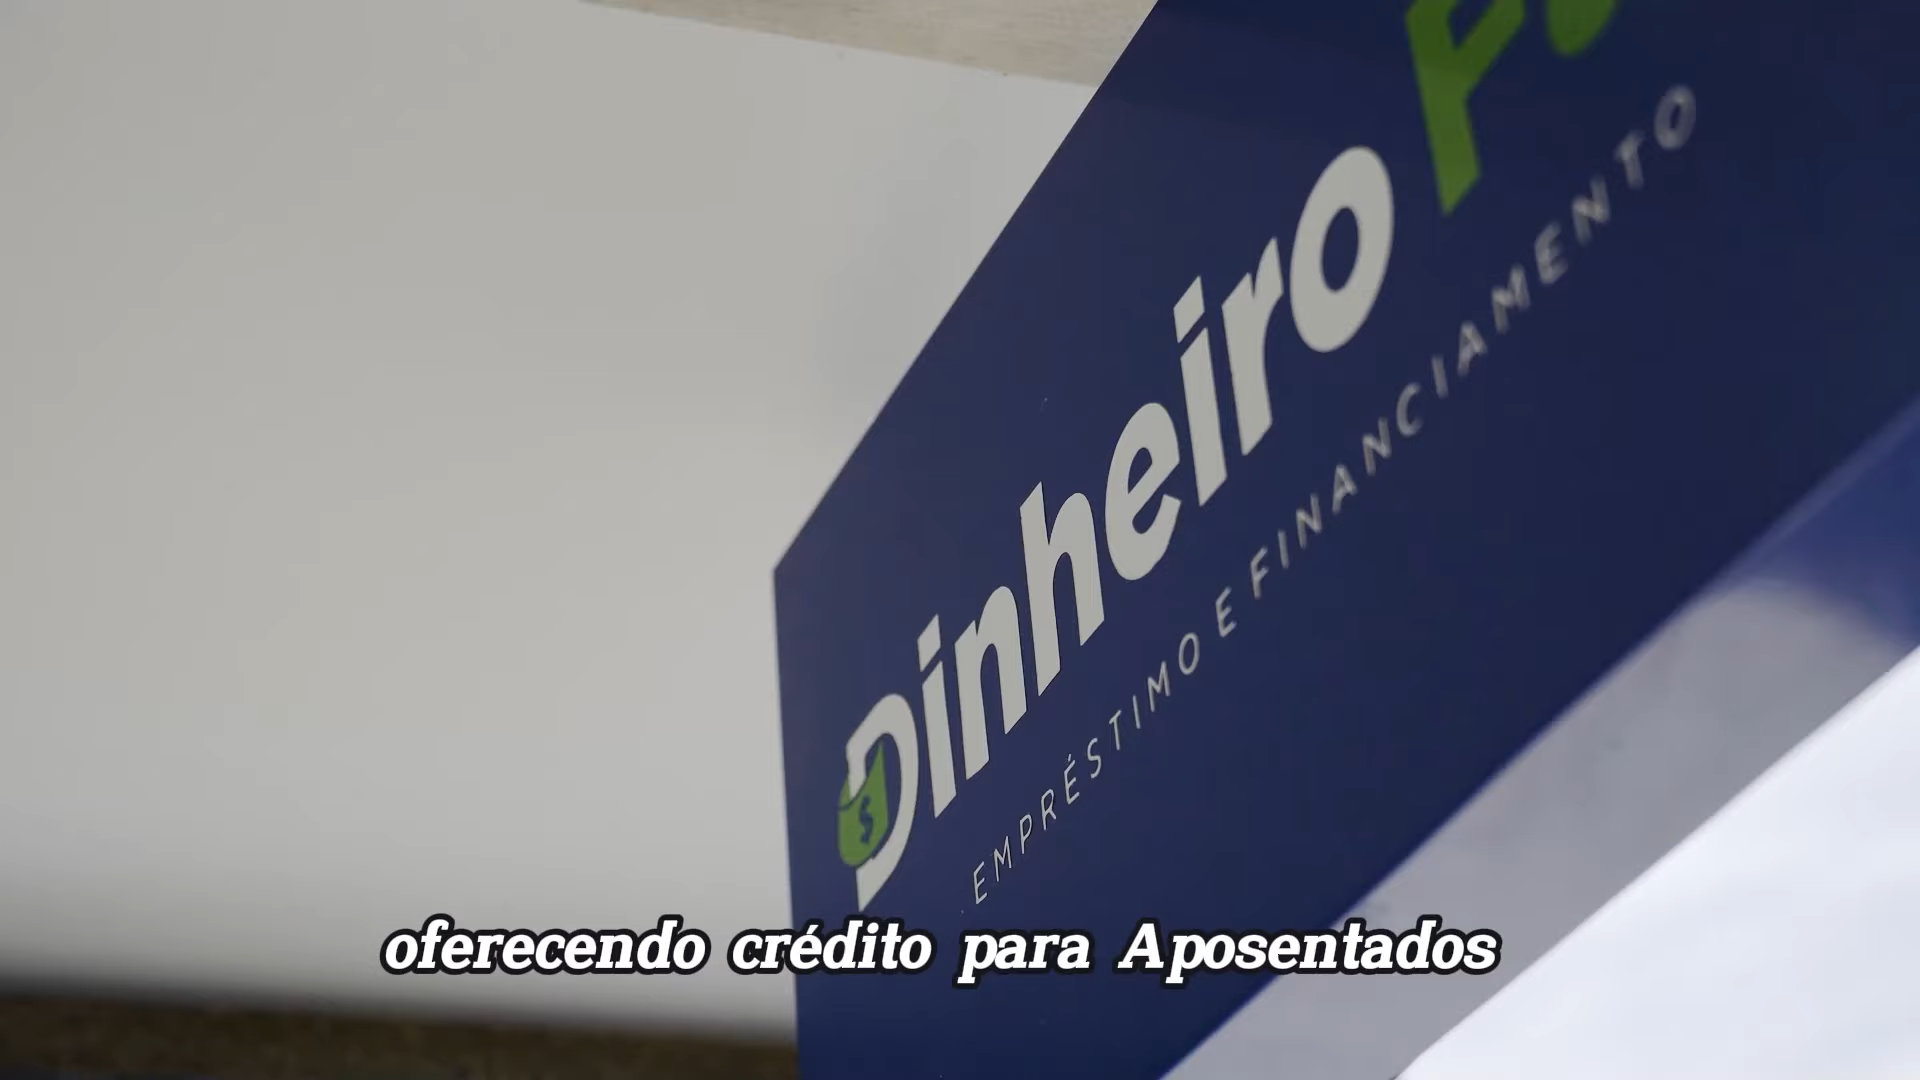 Dinheiro
EMPRÉSTIMO E FINANCIAMENTO
oferecendo crédito para Aposentados